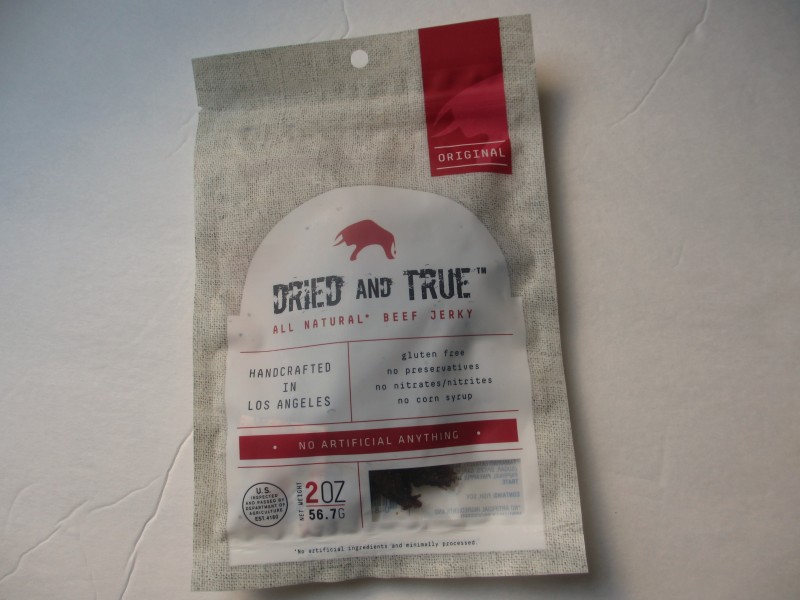 ORIGINAL
DRIED AND TRUE™
ALL NATURAL* BEEF JERKY
HANDCRAFTED
IN
LOS ANGELES
gluten free
no preservatives
no nitrates/nitrites
no corn syrup
• NO ARTIFICIAL ANYTHING •
U.S.
INSPECTED
AND PASSED BY
DEPARTMENT OF
AGRICULTURE
EST. 4162
NET WEIGHT
2OZ
56.7G
*No artificial ingredients and minimally processed